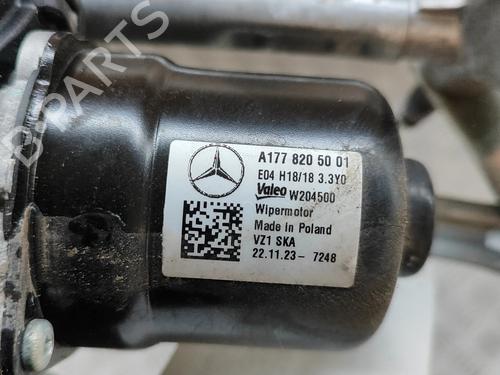 A177 820 50 01
E04 H18/18 3.3Y0
Valeo W204500
Wipermotor
Made in Poland
VZ1 SKA
22.11.23- 7248
B-PARTS